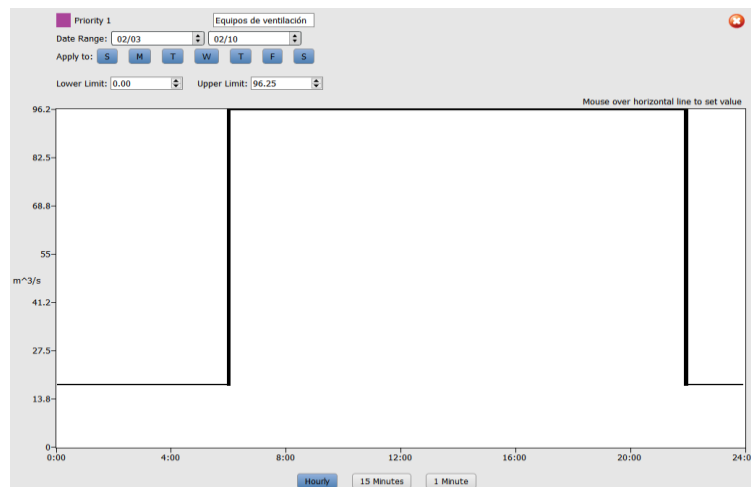 Priority 1 Equipos de ventilación
Date Range: 02/03 02/10
Apply to: S M T W T F S
Lower Limit: 0.00 Upper Limit: 96.25
Mouse over horizontal line to set value
96.2
82.5
68.8
55
m^3/s
41.2
27.5
13.8
0
0:00 4:00 8:00 12:00 16:00 20:00 24:0
Hourly 15 Minutes 1 Minute